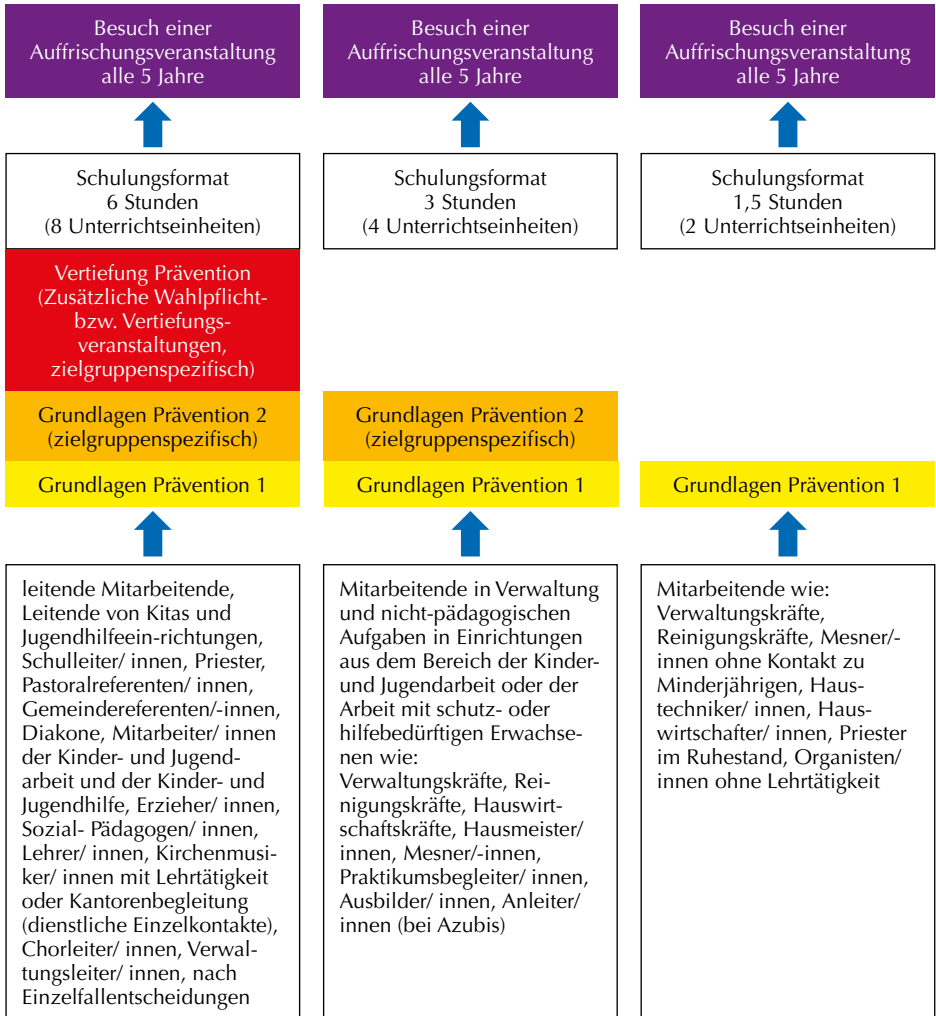 Besuch einer
Auffrischungsveranstaltung
alle 5 Jahre
Schulungsformat
6 Stunden
(8 Unterrichtseinheiten)
Vertiefung Prävention
(Zusätzliche Wahlpflicht-
bzw. Vertiefungs-
veranstaltungen,
zielgruppenspezifisch)
Grundlagen Prävention 2
(zielgruppenspezifisch)
Grundlagen Prävention 1
leitende Mitarbeitende,
Leitende von Kitas und
Jugendhilfeein-richtungen,
Schulleiter/ innen, Priester,
Pastoralreferenten/ innen,
Gemeindereferenten/-innen,
Diakone, Mitarbeiter/ innen
der Kinder- und Jugend-
arbeit und der Kinder- und
Jugendhilfe, Erzieher/ innen,
Sozial- Pädagogen/ innen,
Lehrer/ innen, Kirchenmusi-
ker/ innen mit Lehrtätigkeit
oder Kantorenbegleitung
(dienstliche Einzelkontakte),
Chorleiter/ innen, Verwal-
tungsleiter/ innen, nach
Einzelfallentscheidungen
Besuch einer
Auffrischungsveranstaltung
alle 5 Jahre
Schulungsformat
3 Stunden
(4 Unterrichtseinheiten)
Grundlagen Prävention 2
(zielgruppenspezifisch)
Grundlagen Prävention 1
Mitarbeitende in Verwaltung
und nicht-pädagogischen
Aufgaben in Einrichtungen
aus dem Bereich der Kinder-
und Jugendarbeit oder der
Arbeit mit schutz- oder
hilfebedürftigen Erwachse-
nen wie:
Verwaltungskräfte, Rei-
nigungskräfte, Hauswirt-
schaftskräfte, Hausmeister/
innen, Mesner/-innen,
Praktikumsbegleiter/ innen,
Ausbilder/ innen, Anleiter/
innen (bei Azubis)
Besuch einer
Auffrischungsveranstaltung
alle 5 Jahre
Schulungsformat
1,5 Stunden
(2 Unterrichtseinheiten)
Grundlagen Prävention 1
Mitarbeitende wie:
Verwaltungskräfte,
Reinigungskräfte, Mesner/-
innen ohne Kontakt zu
Minderjährigen, Haus-
techniker/ innen, Haus-
wirtschafter/ innen, Priester
im Ruhestand, Organisten/
innen ohne Lehrtätigkeit